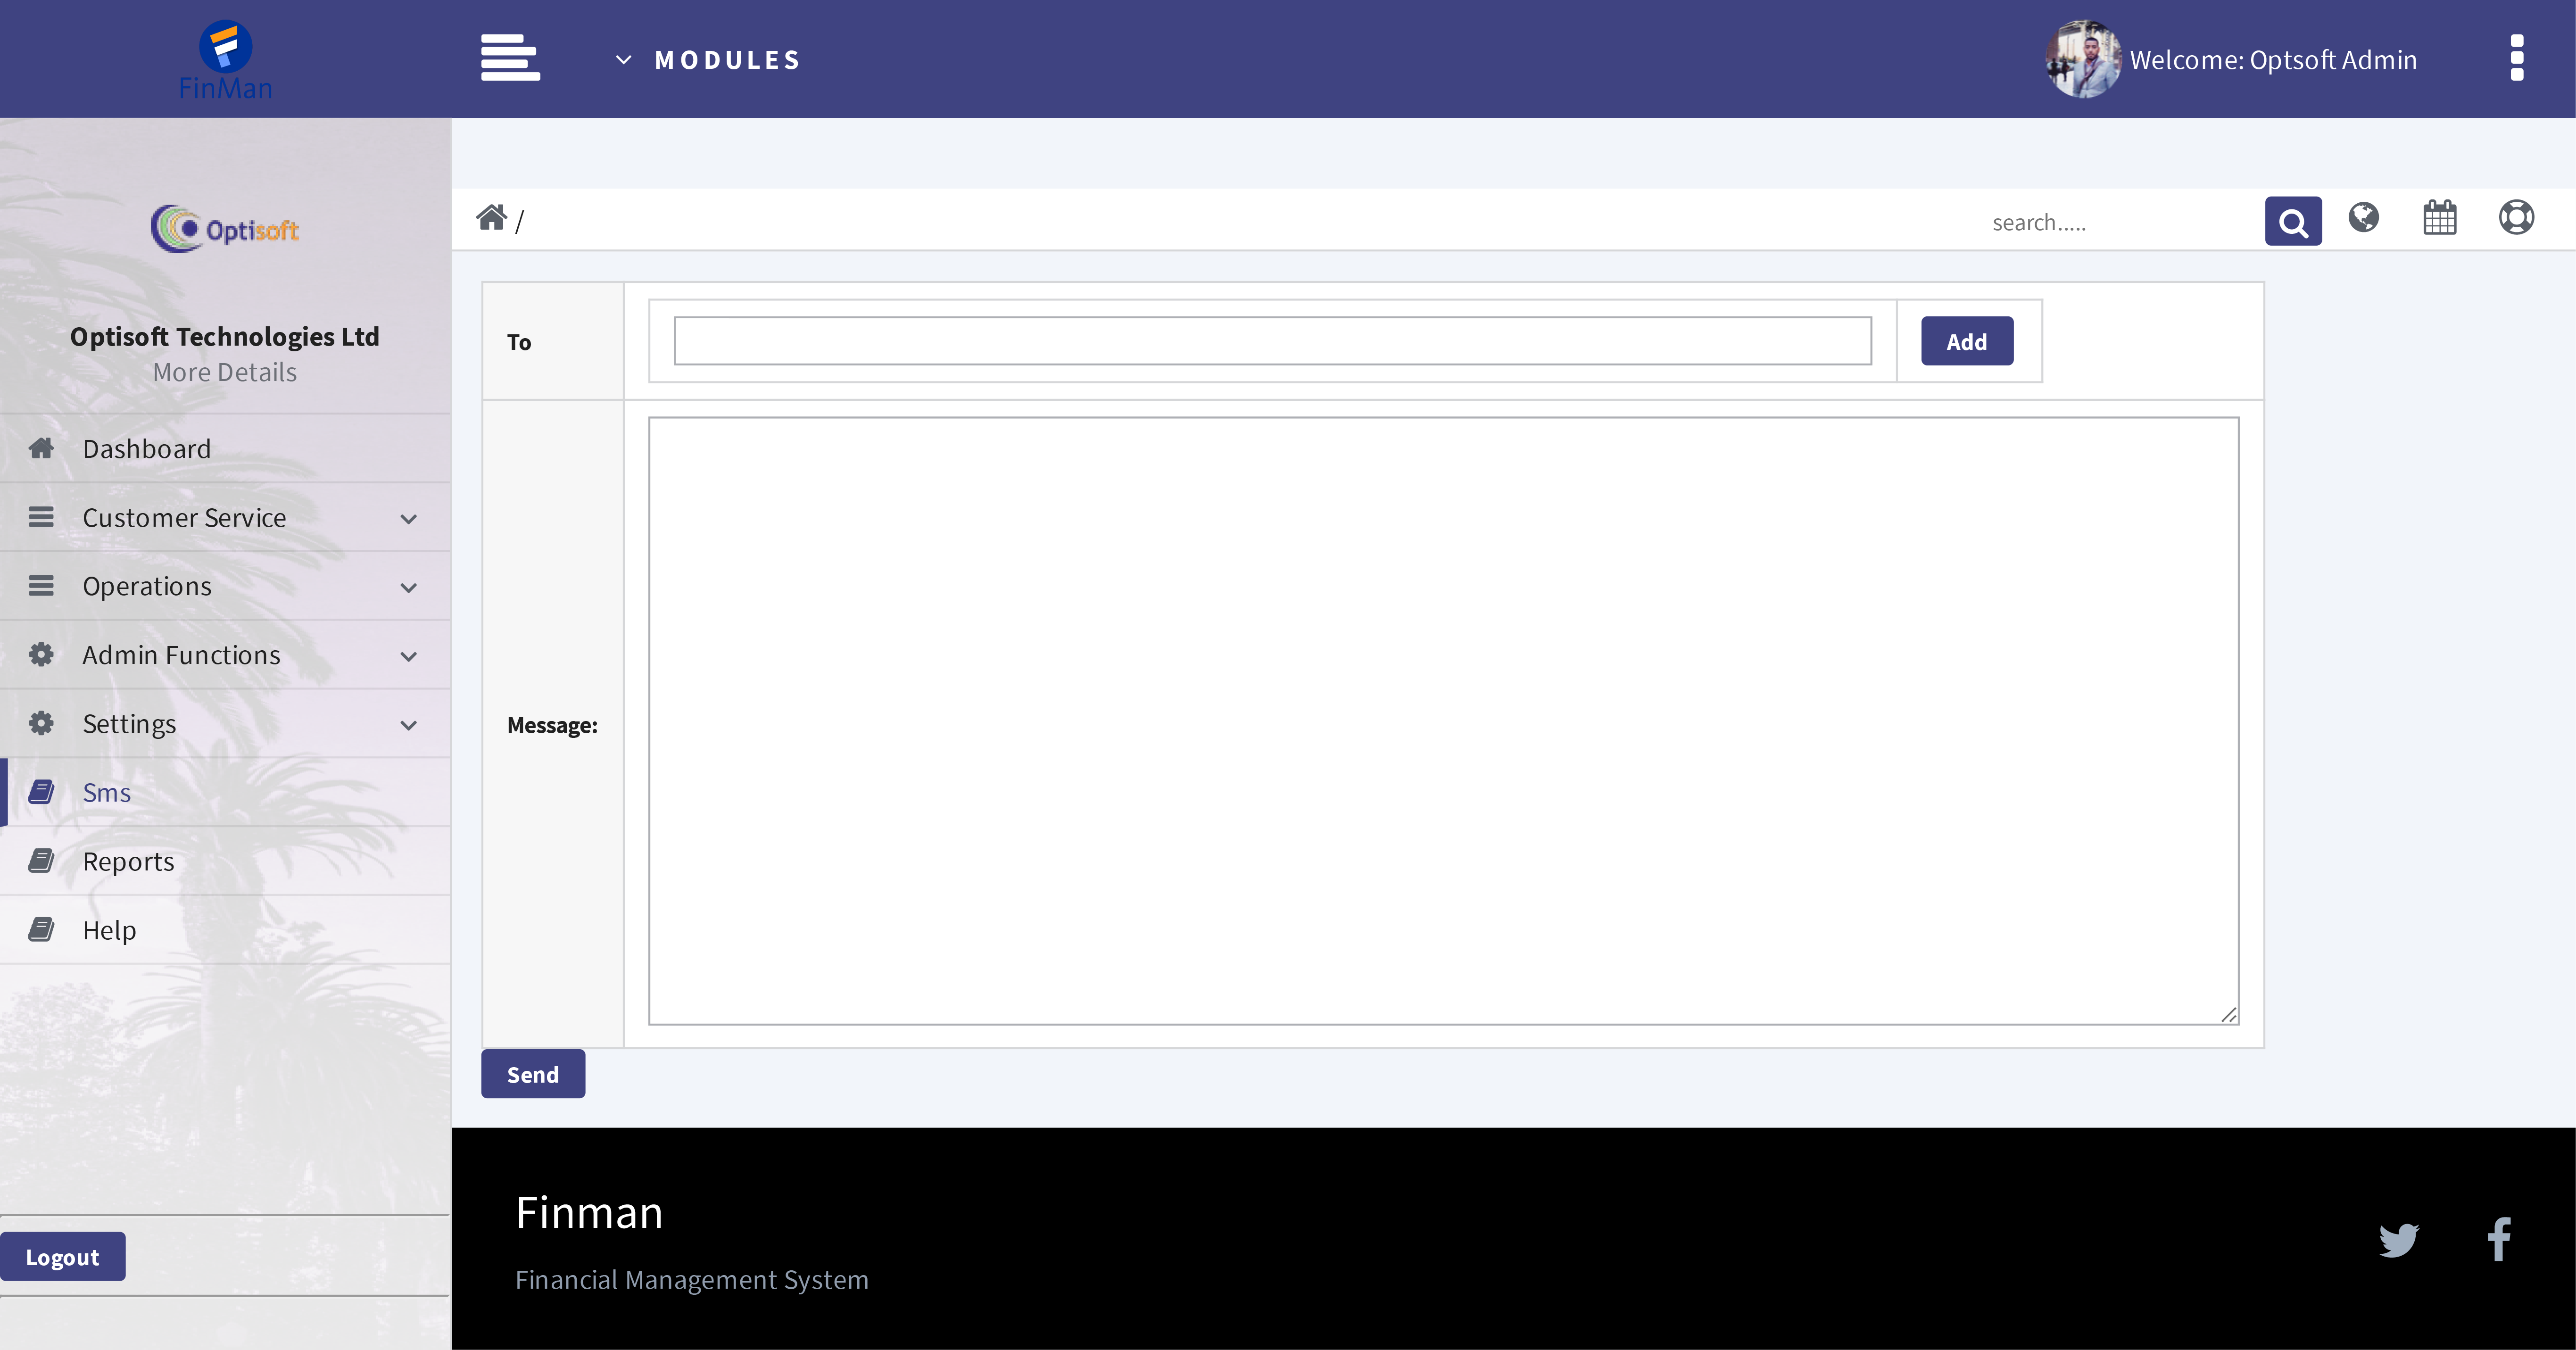 FinMan
MODULES
Welcome: Optsoft Admin
Optisoft
Optisoft Technologies Ltd
More Details
Dashboard
Customer Service
Operations
Admin Functions
Settings
Sms
Reports
Help
Logout
/
search.....
To
Add
Message:
Send
Finman
Financial Management System